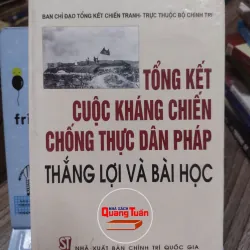 BAN CHỈ ĐẠO TỔNG KẾT CHIẾN TRANH - TRỰC THUỘC BỘ CHÍNH TRỊ
TỔNG KẾT
CUỘC KHÁNG CHIẾN
CHỐNG THỰC DÂN PHÁP
THẮNG LỢI VÀ BÀI HỌC
NHÀ SÁCH
Quang Tuấn
NHÀ XUẤT BẢN CHÍNH TRỊ QUỐC GIA